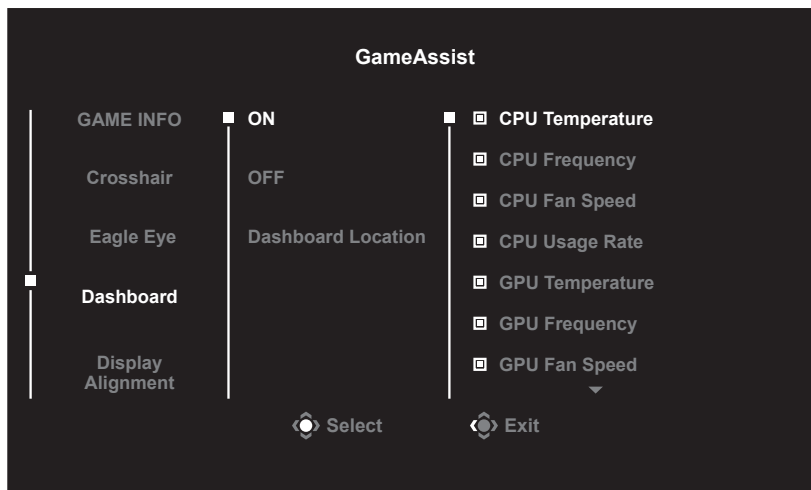 GameAssist
GAME INFO
Crosshair
Eagle Eye
Dashboard
Display
Alignment
ON
OFF
Dashboard Location
CPU Temperature
CPU Frequency
CPU Fan Speed
CPU Usage Rate
GPU Temperature
GPU Frequency
GPU Fan Speed
Select
Exit